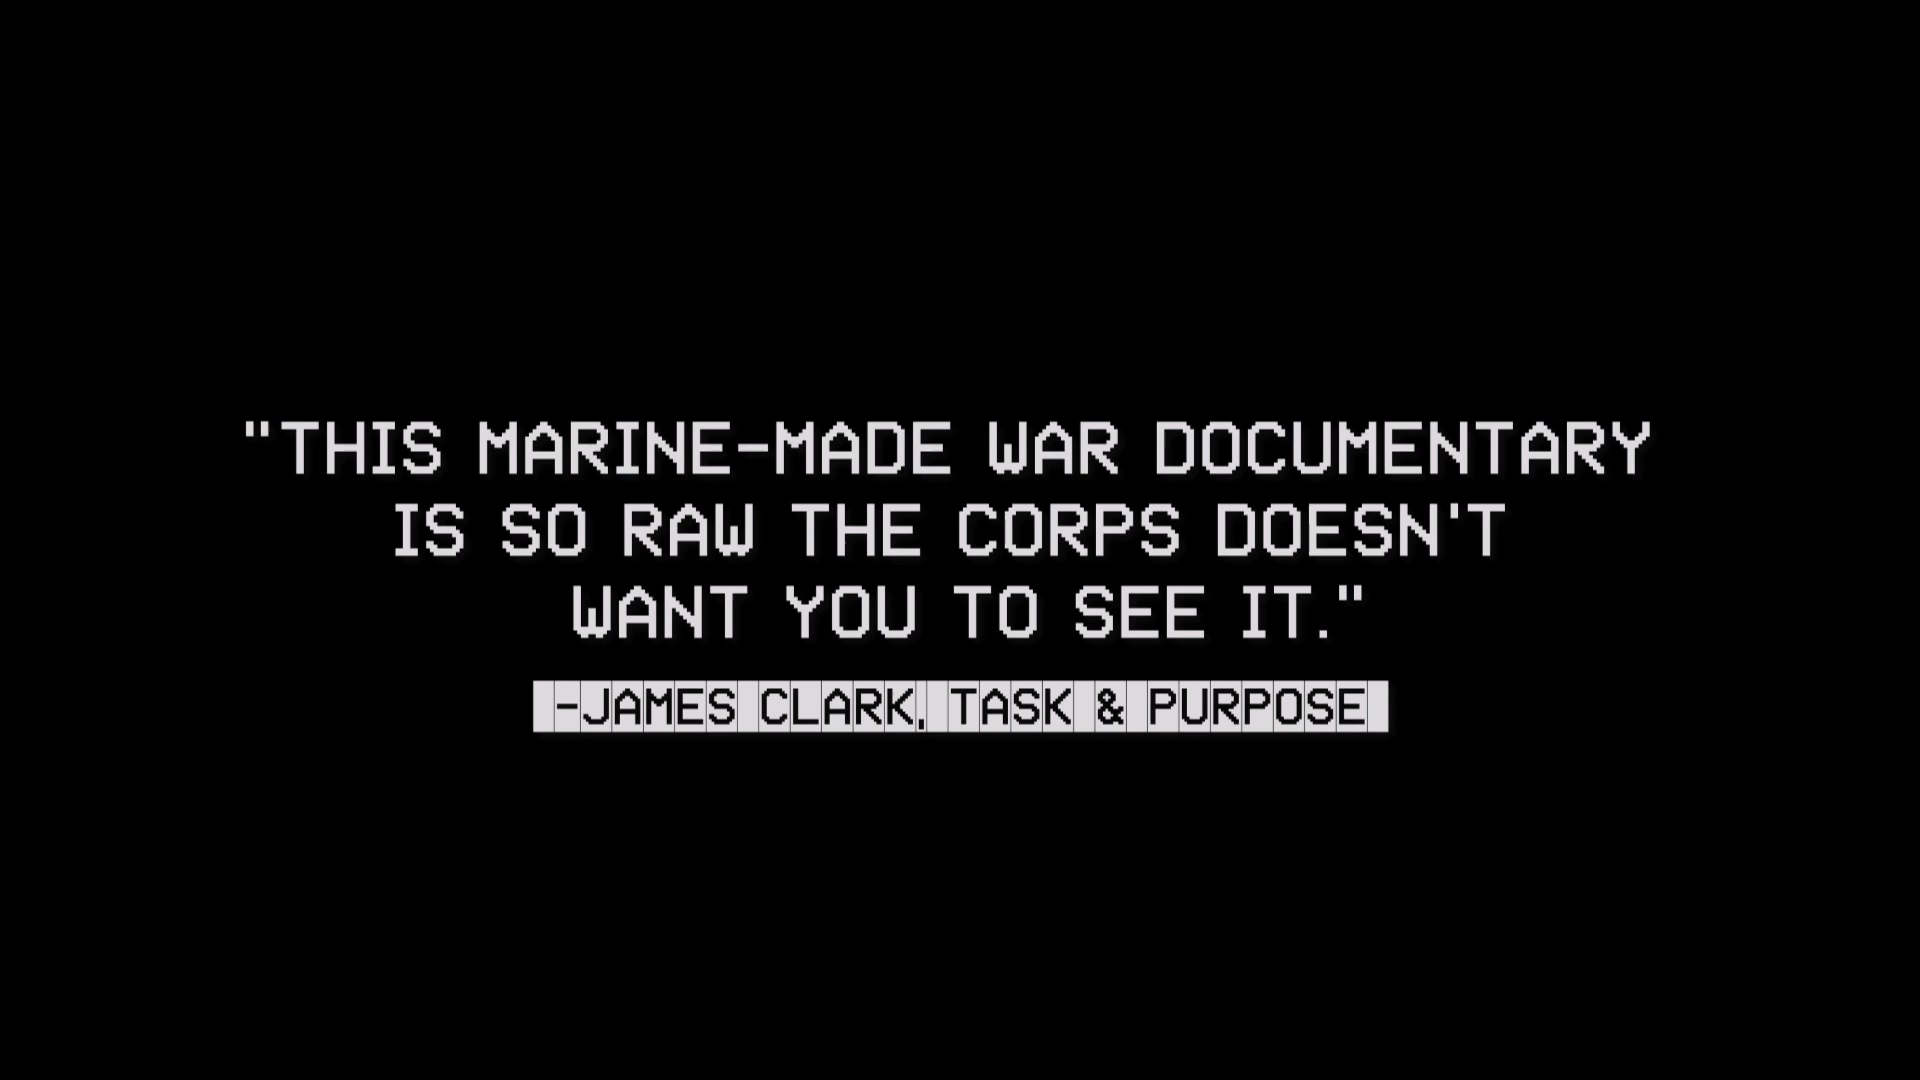 "THIS MARINE-MADE WAR DOCUMENTARY
IS SO RAW THE CORPS DOESN'T
WANT YOU TO SEE IT."
-JAMES CLARK, TASK & PURPOSE